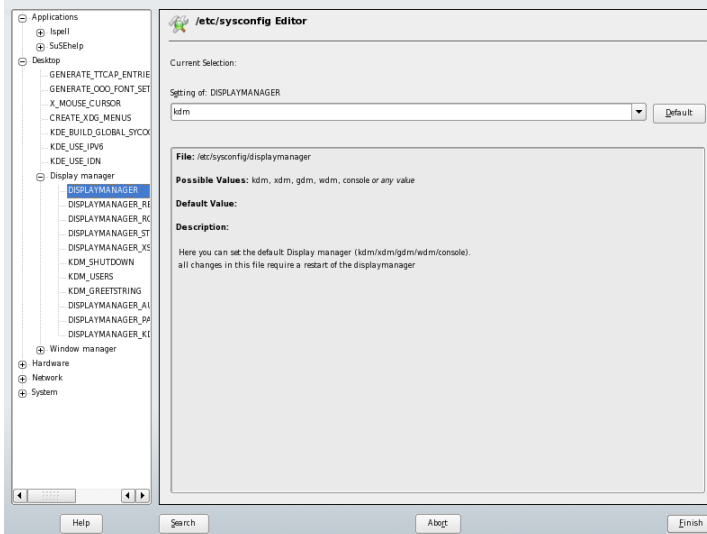 Applications
Ispell
SuSEhelp
Desktop
GENERATE_TTCAP_ENTRIE
GENERATE_OOO_FONT_SET
X_MOUSE_CURSOR
CREATE_XDG_MENUS
KDE_BUILD_GLOBAL_SYCO
KDE_USE_IPV6
KDE_USE_IDN
Display manager
DISPLAYMANAGER
DISPLAYMANAGER_RE
DISPLAYMANAGER_RO
DISPLAYMANAGER_ST
DISPLAYMANAGER_XS
KDM_SHUTDOWN
KDM_USERS
KDM_GREETSTRING
DISPLAYMANAGER_AU
DISPLAYMANAGER_PA
DISPLAYMANAGER_KD
Window manager
Hardware
Network
System
/etc/sysconfig Editor
Current Selection:
Setting of: DISPLAYMANAGER
kdm
Default
File: /etc/sysconfig/displaymanager
Possible Values: kdm, xdm, gdm, wdm, console or any value
Default Value:
Description:
Here you can set the default Display manager (kdm/xdm/gdm/wdm/console).
all changes in this file require a restart of the displaymanager
Help
Search
Abort
Finish